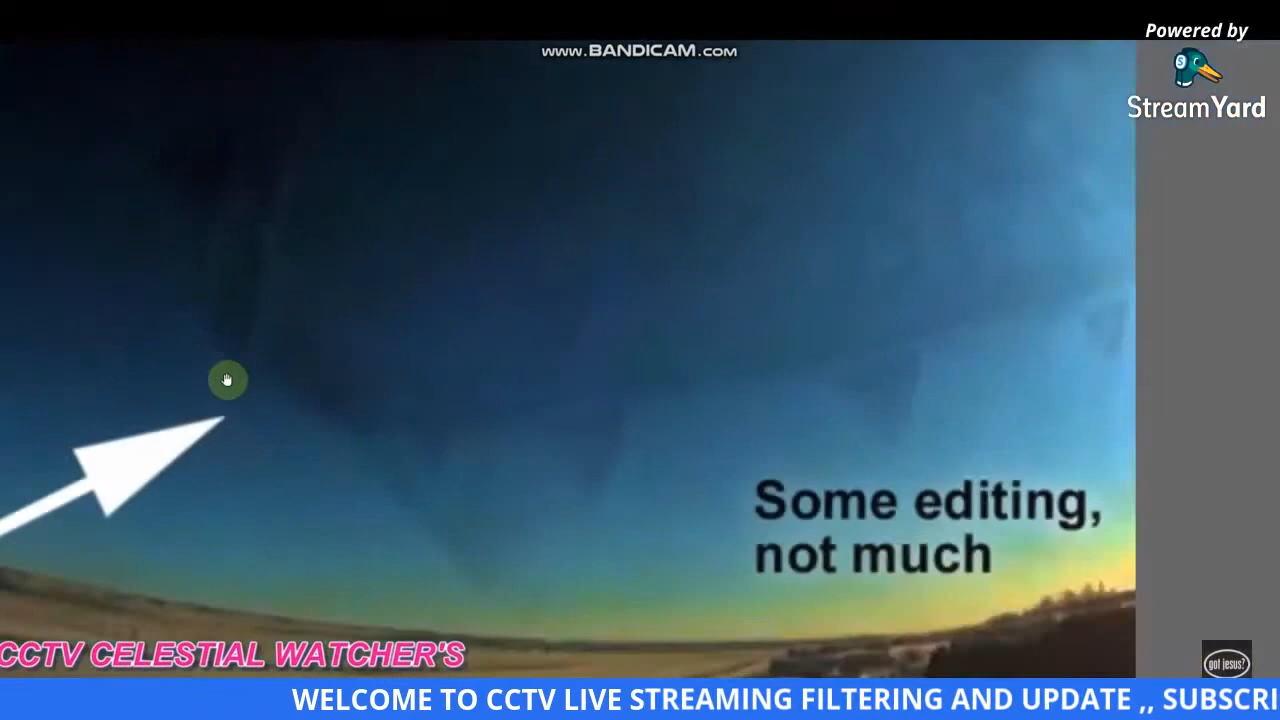 Powered by
www.BANDICAM.com
StreamYard
Some editing,
not much
CCTV CELESTIAL WATCHER'S
got jesus?
WELCOME TO CCTV LIVE STREAMING FILTERING AND UPDATE ,, SUBSCRI